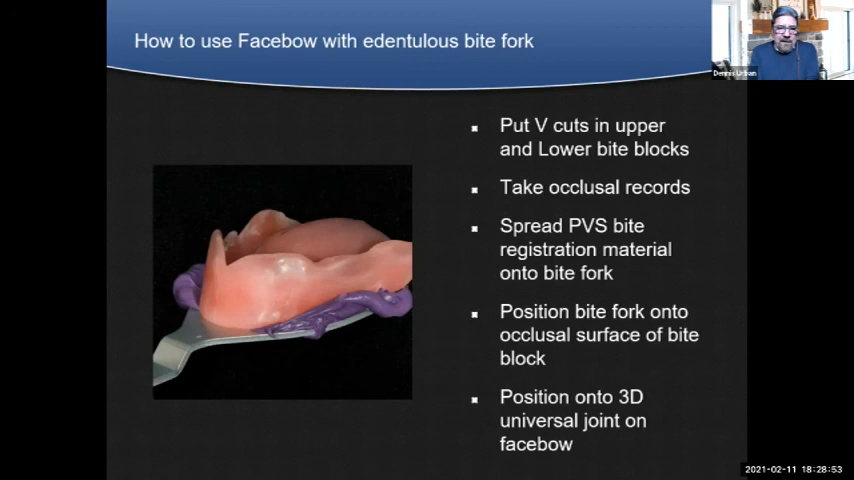 How to use Facebow with edentulous bite fork
Dennis Urban
Put V cuts in upper
and Lower bite blocks
Take occlusal records
Spread PVS bite
registration material
onto bite fork
Position bite fork onto
occlusal surface of bite
block
Position onto 3D
universal joint on
facebow
2021-02-11 18:28:53